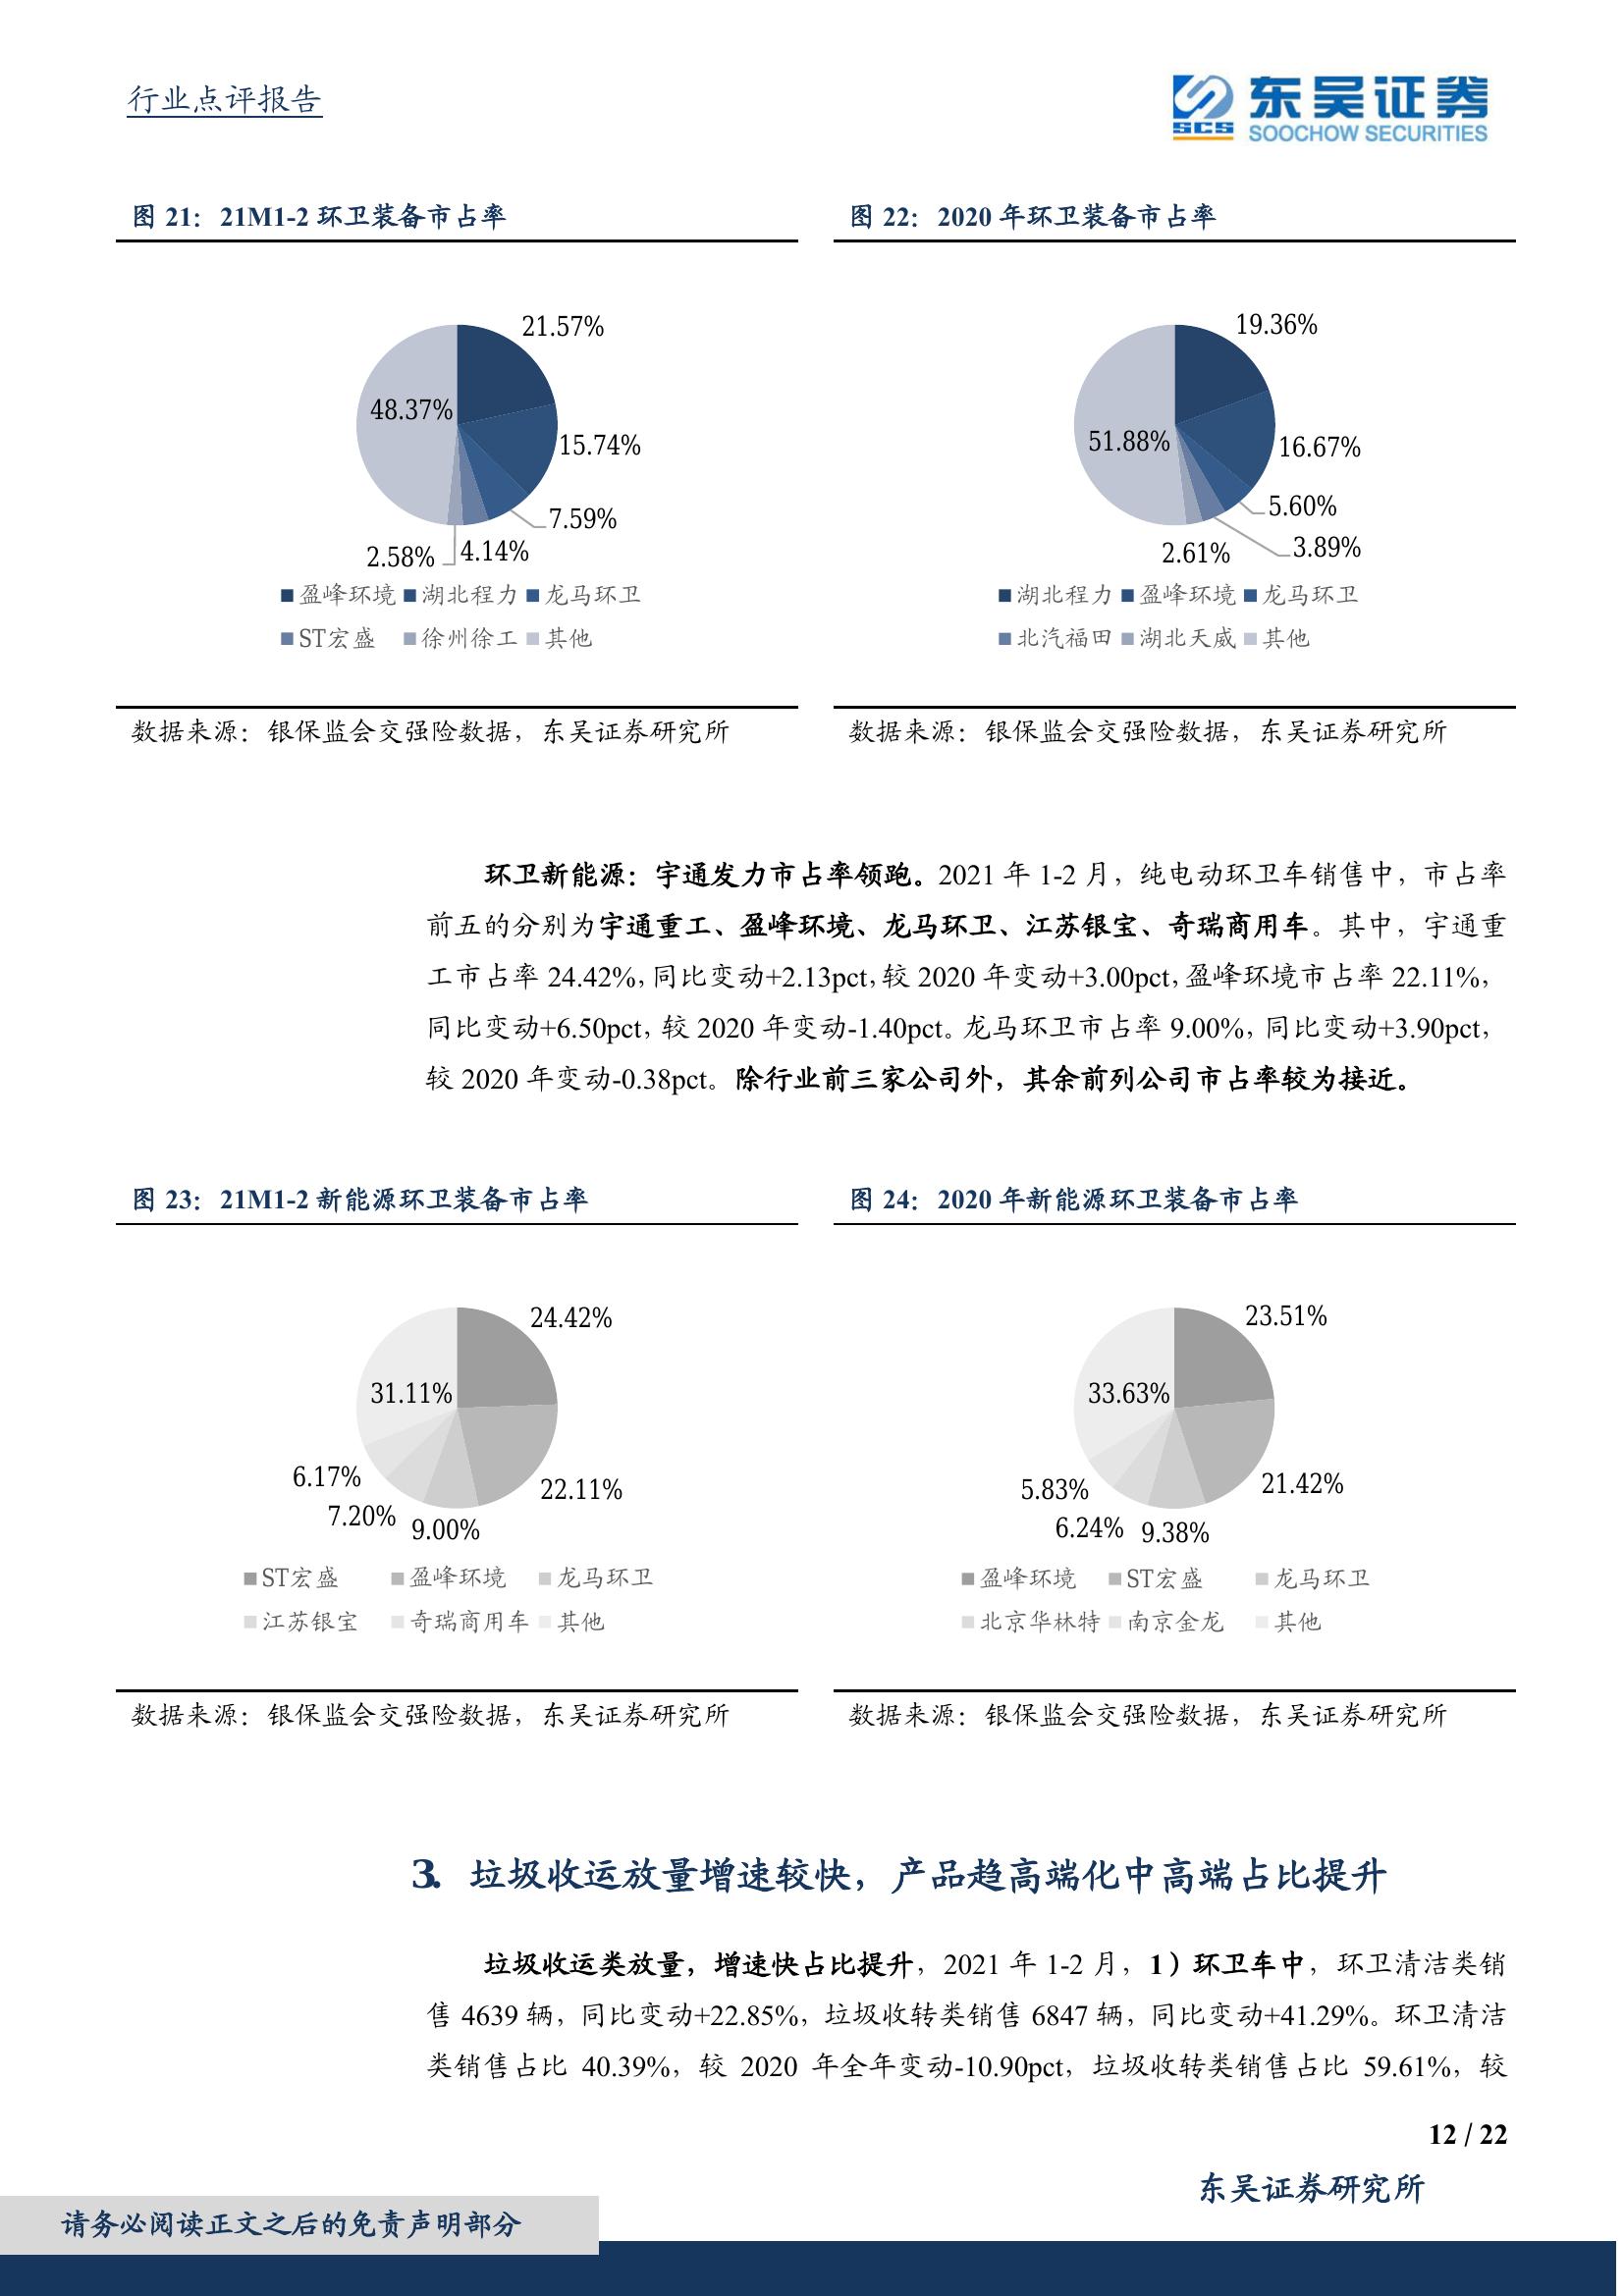 行业点评报告
SCS
东吴证券
SOOCHOW SECURITIES
图 21：21M1-2 环卫装备市占率
21.57%
48.37%
15.74%
7.59%
2.58%
4.14%
盈峰环境 湖北程力 龙马环卫
ST宏盛 徐州徐工 其他
数据来源：银保监会交强险数据，东吴证券研究所
图 22：2020 年环卫装备市占率
19.36%
51.88%
16.67%
5.60%
3.89%
2.61%
湖北程力 盈峰环境 龙马环卫
北汽福田 湖北天威 其他
数据来源：银保监会交强险数据，东吴证券研究所
环卫新能源：宇通发力市占率领跑。2021 年 1-2 月，纯电动环卫车销售中，市占率
前五的分别为宇通重工、盈峰环境、龙马环卫、江苏银宝、奇瑞商用车。其中，宇通重
工市占率 24.42%，同比变动+2.13pct，较 2020 年变动+3.00pct，盈峰环境市占率 22.11%，
同比变动+6.50pct，较 2020 年变动-1.40pct。龙马环卫市占率 9.00%，同比变动+3.90pct，
较 2020 年变动-0.38pct。除行业前三家公司外，其余前列公司市占率较为接近。
图 23：21M1-2 新能源环卫装备市占率
24.42%
31.11%
6.17%
22.11%
7.20%
9.00%
ST宏盛 盈峰环境 龙马环卫
江苏银宝 奇瑞商用车 其他
数据来源：银保监会交强险数据，东吴证券研究所
图 24：2020 年新能源环卫装备市占率
23.51%
33.63%
5.83%
21.42%
6.24%
9.38%
盈峰环境 ST宏盛 龙马环卫
北京华林特 南京金龙 其他
数据来源：银保监会交强险数据，东吴证券研究所
3. 垃圾收运放量增速较快，产品趋高端化中高端占比提升
垃圾收运类放量，增速快占比提升，2021 年 1-2 月，1）环卫车中，环卫清洁类销
售 4639 辆，同比变动+22.85%，垃圾收转类销售 6847 辆，同比变动+41.29%。环卫清洁
类销售占比 40.39%，较 2020 年全年变动-10.90pct，垃圾收转类销售占比 59.61%，较
12 / 22
东吴证券研究所
请务必阅读正文之后的免责声明部分